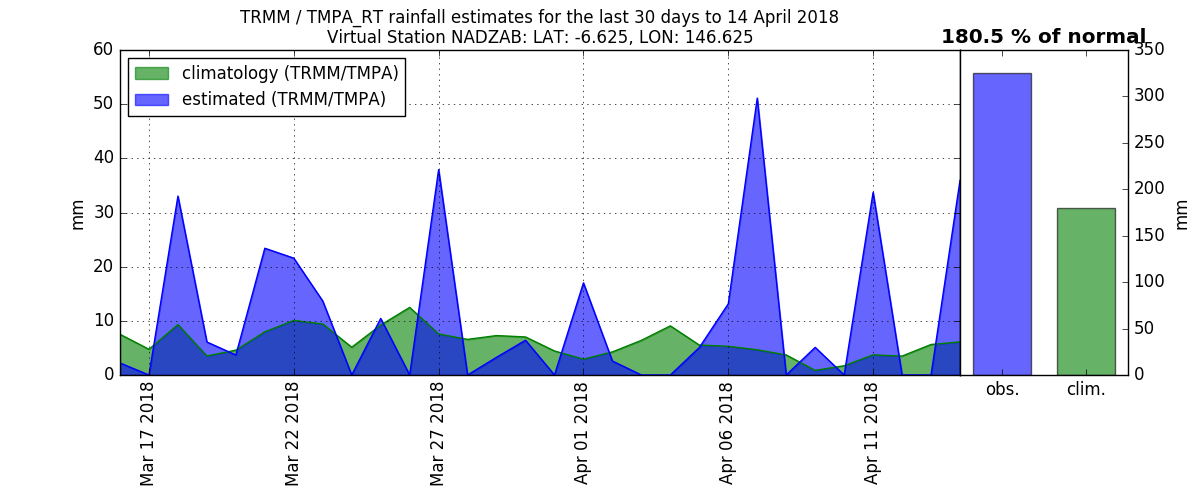 TRMM / TMPA_RT rainfall estimates for the last 30 days to 14 April 2018
Virtual Station NADZAB: LAT: -6.625, LON: 146.625
180.5 % of normal
climatology (TRMM/TMPA)
estimated (TRMM/TMPA)
60
50
40
30
20
10
0
mm
Mar 17 2018
Mar 22 2018
Mar 27 2018
Apr 01 2018
Apr 06 2018
Apr 11 2018
obs.
clim.
350
300
250
200
150
100
50
0
mm